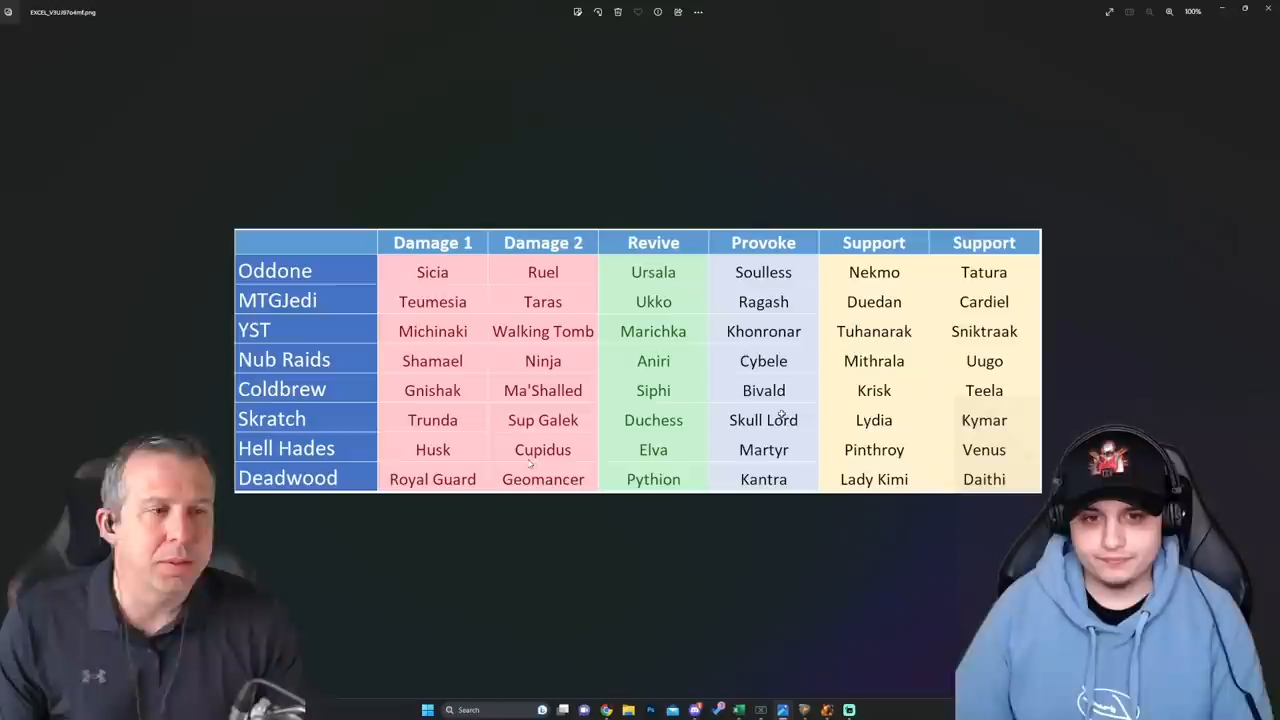 EXCEL_V3UJ97o4mf.png
100%
Damage 1 Damage 2 Revive Provoke Support Support
Oddone Sicia Ruel Ursala Soulless Nekmo Tatura
MTGJedi Teumesia Taras Ukko Ragash Duedan Cardiel
YST Michinaki Walking Tomb Marichka Khonronar Tuhanarak Sniktraak
Nub Raids Shamael Ninja Aniri Cybele Mithrala Uugo
Coldbrew Gnishak Ma'Shalled Siphi Bivald Krisk Teela
Skratch Trunda Sup Galek Duchess Skull Lord Lydia Kymar
Hell Hades Husk Cupidus Elva Martyr Pinthroy Venus
Deadwood Royal Guard Geomancer Pythion Kantra Lady Kimi Daithi
Search